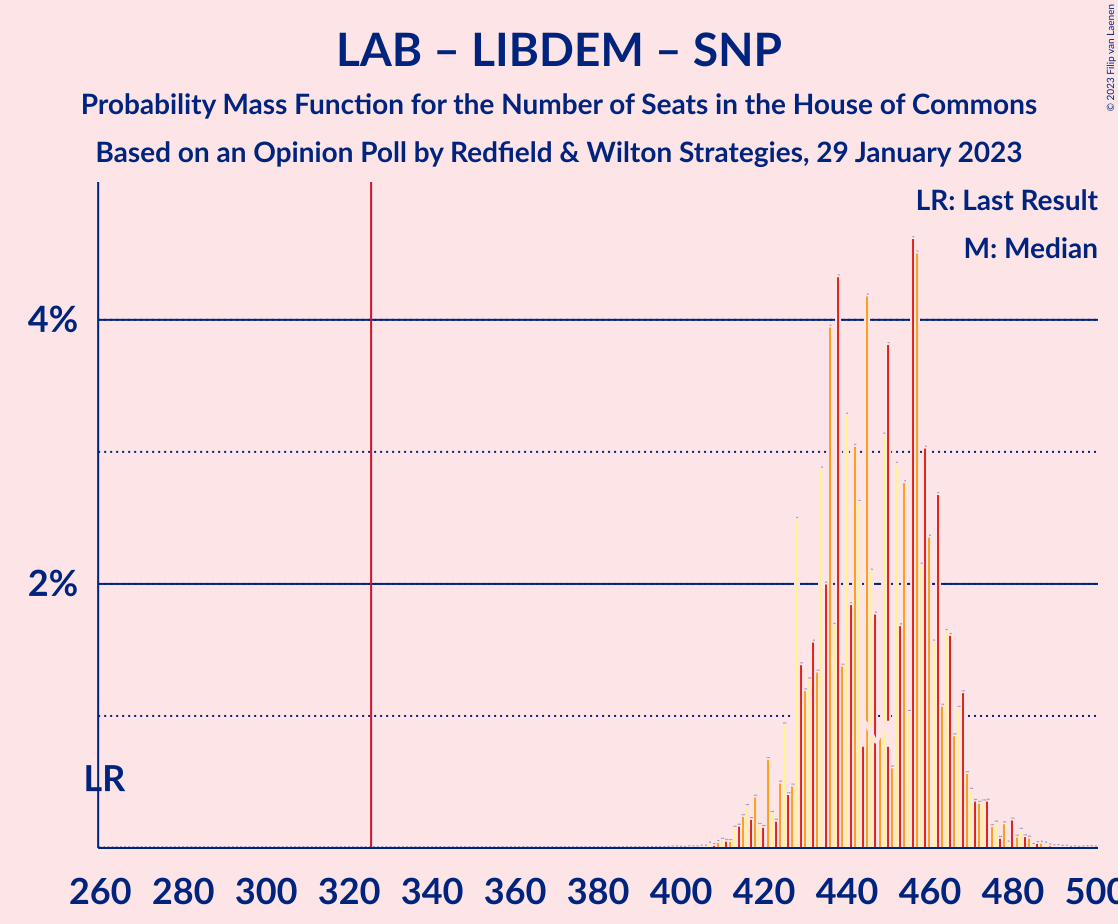 LAB – LIBDEM – SNP
Probability Mass Function for the Number of Seats in the House of Commons
Based on an Opinion Poll by Redfield & Wilton Strategies, 29 January 2023
© 2023 Filip van Laenen
LR: Last Result
M: Median
4%
2%
LR
260 280 300 320 340 360 380 400 420 440 460 480 500